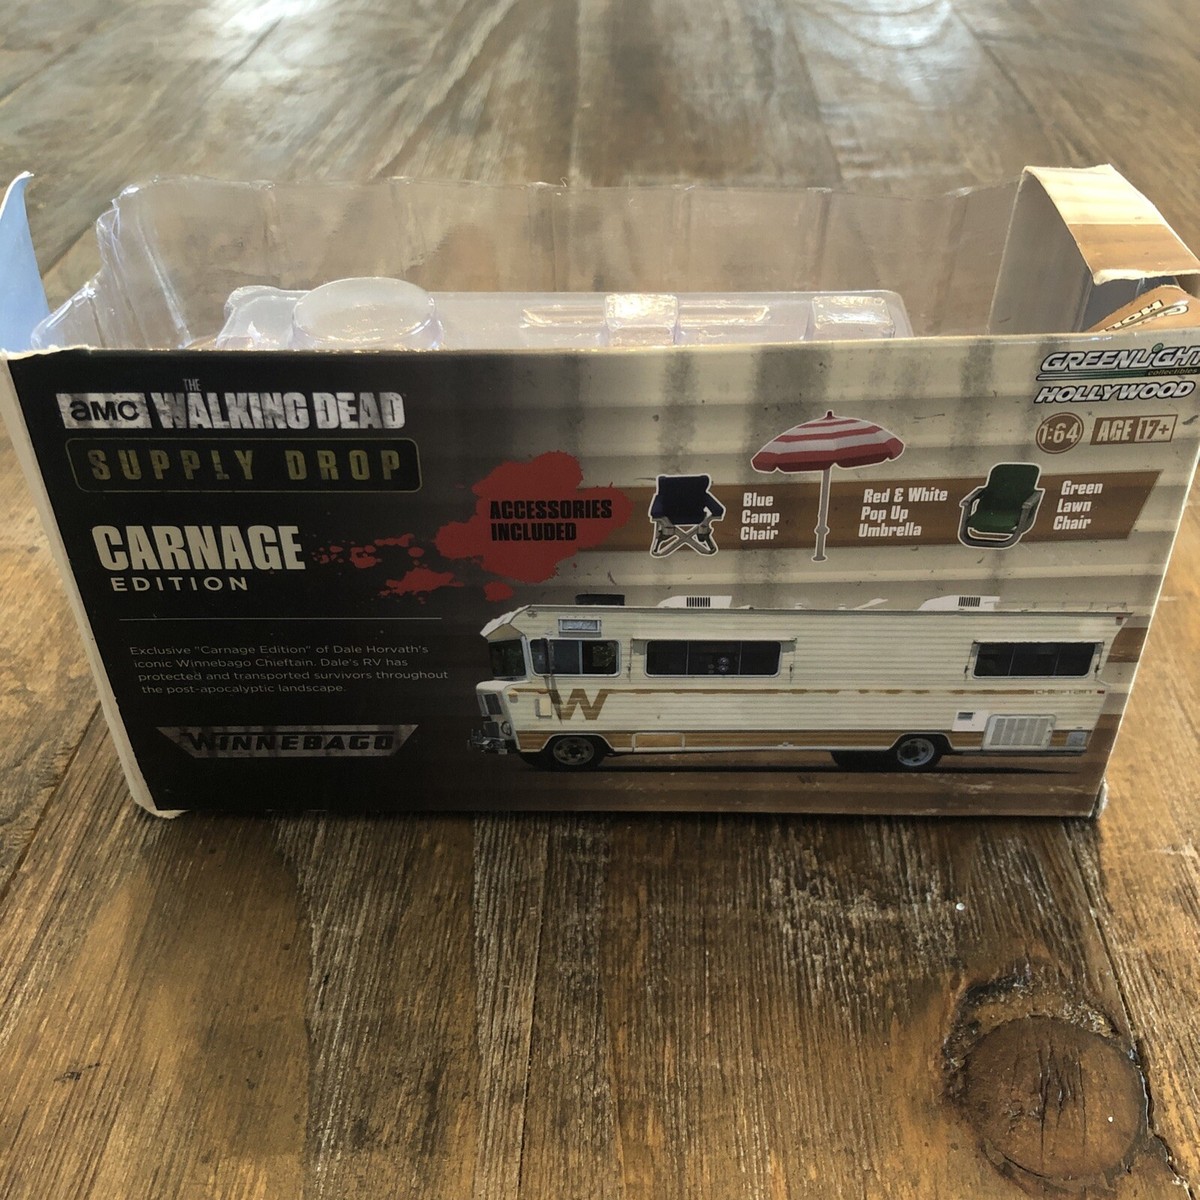 AMC THE WALKING DEAD
SUPPLY DROP
CARNAGE
EDITION
Exclusive "Carnage Edition" of Dale Horvath's
iconic Winnebago Chieftain. Dale's RV has
protected and transported survivors throughout
the post-apocalyptic landscape.
WINNEBAGO
ACCESSORIES
INCLUDED
Blue
Camp
Chair
Red & White
Pop Up
Umbrella
Green
Lawn
Chair
GREENLIGHT
collectibles
HOLLYWOOD
1:64 AGE 17+
W
CHIEFTAIN